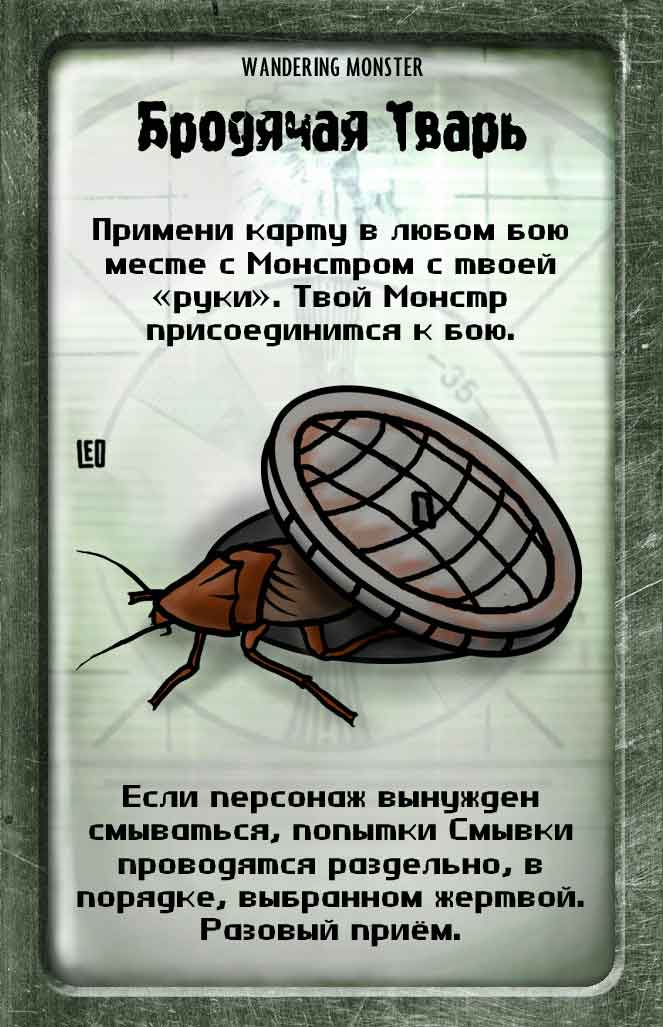 WANDERING MONSTER
Бродячая Тварь
Примени карту в любом бою
месте с Монстром с твоей
«руки». Твой Монстр
присоединится к бою.
-35
LEO
Если персонаж вынужден
смываться, попытки Смывки
проводятся раздельно, в
порядке, выбранном жертвой.
Разовый приём.